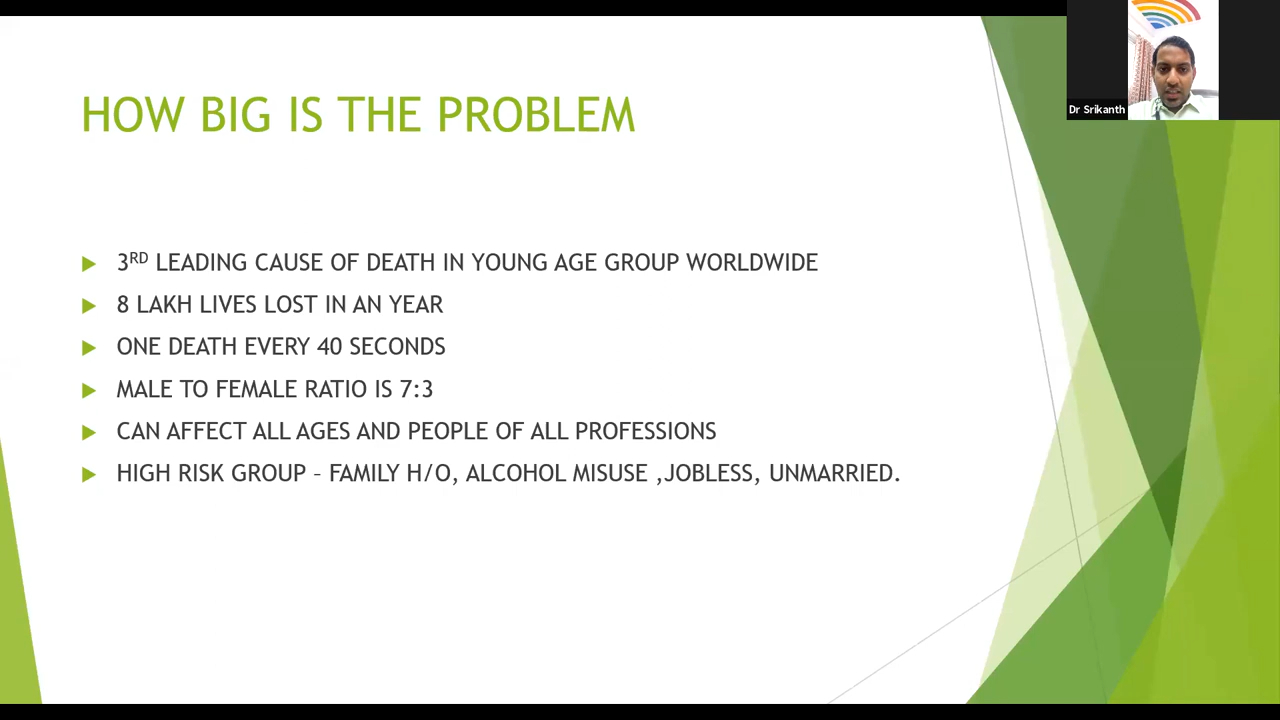 Dr Srikanth
HOW BIG IS THE PROBLEM
3RD LEADING CAUSE OF DEATH IN YOUNG AGE GROUP WORLDWIDE
8 LAKH LIVES LOST IN AN YEAR
ONE DEATH EVERY 40 SECONDS
MALE TO FEMALE RATIO IS 7:3
CAN AFFECT ALL AGES AND PEOPLE OF ALL PROFESSIONS
HIGH RISK GROUP – FAMILY H/O, ALCOHOL MISUSE ,JOBLESS, UNMARRIED.